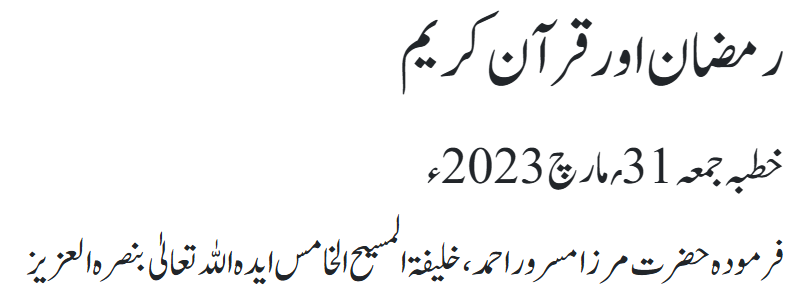 رمضان اور قرآن کریم
خطبہ جمعہ 31؍مارچ 2023ء
فرمودہ حضرت مرزا مسرور احمد، خلیفۃ المسیح الخامس ایدہ اللہ تعالیٰ بنصرہ العزیز